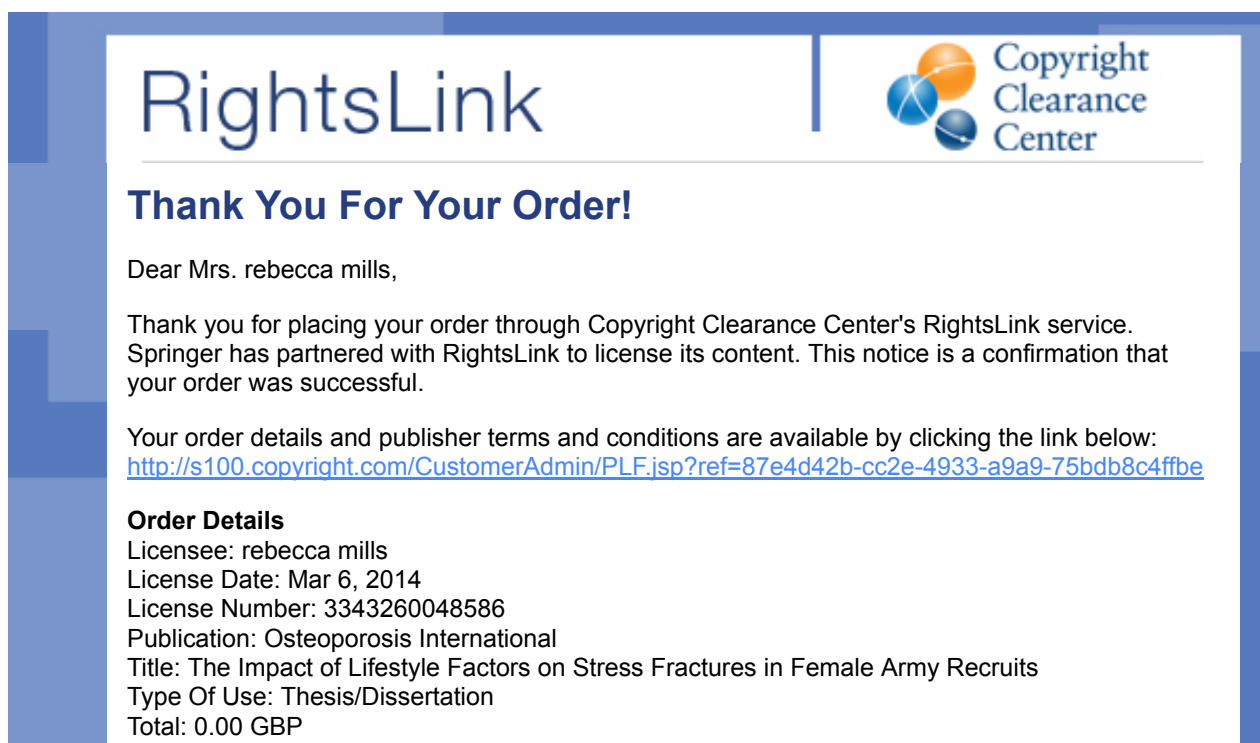 RightsLink
Copyright
Clearance
Center
Thank You For Your Order!
Dear Mrs. rebecca mills,
Thank you for placing your order through Copyright Clearance Center's RightsLink service.
Springer has partnered with RightsLink to license its content. This notice is a confirmation that
your order was successful.
Your order details and publisher terms and conditions are available by clicking the link below:
http://s100.copyright.com/CustomerAdmin/PLF.jsp?ref=87e4d42b-cc2e-4933-a9a9-75bdb8c4ffbe
Order Details
Licensee: rebecca mills
License Date: Mar 6, 2014
License Number: 3343260048586
Publication: Osteoporosis International
Title: The Impact of Lifestyle Factors on Stress Fractures in Female Army Recruits
Type Of Use: Thesis/Dissertation
Total: 0.00 GBP